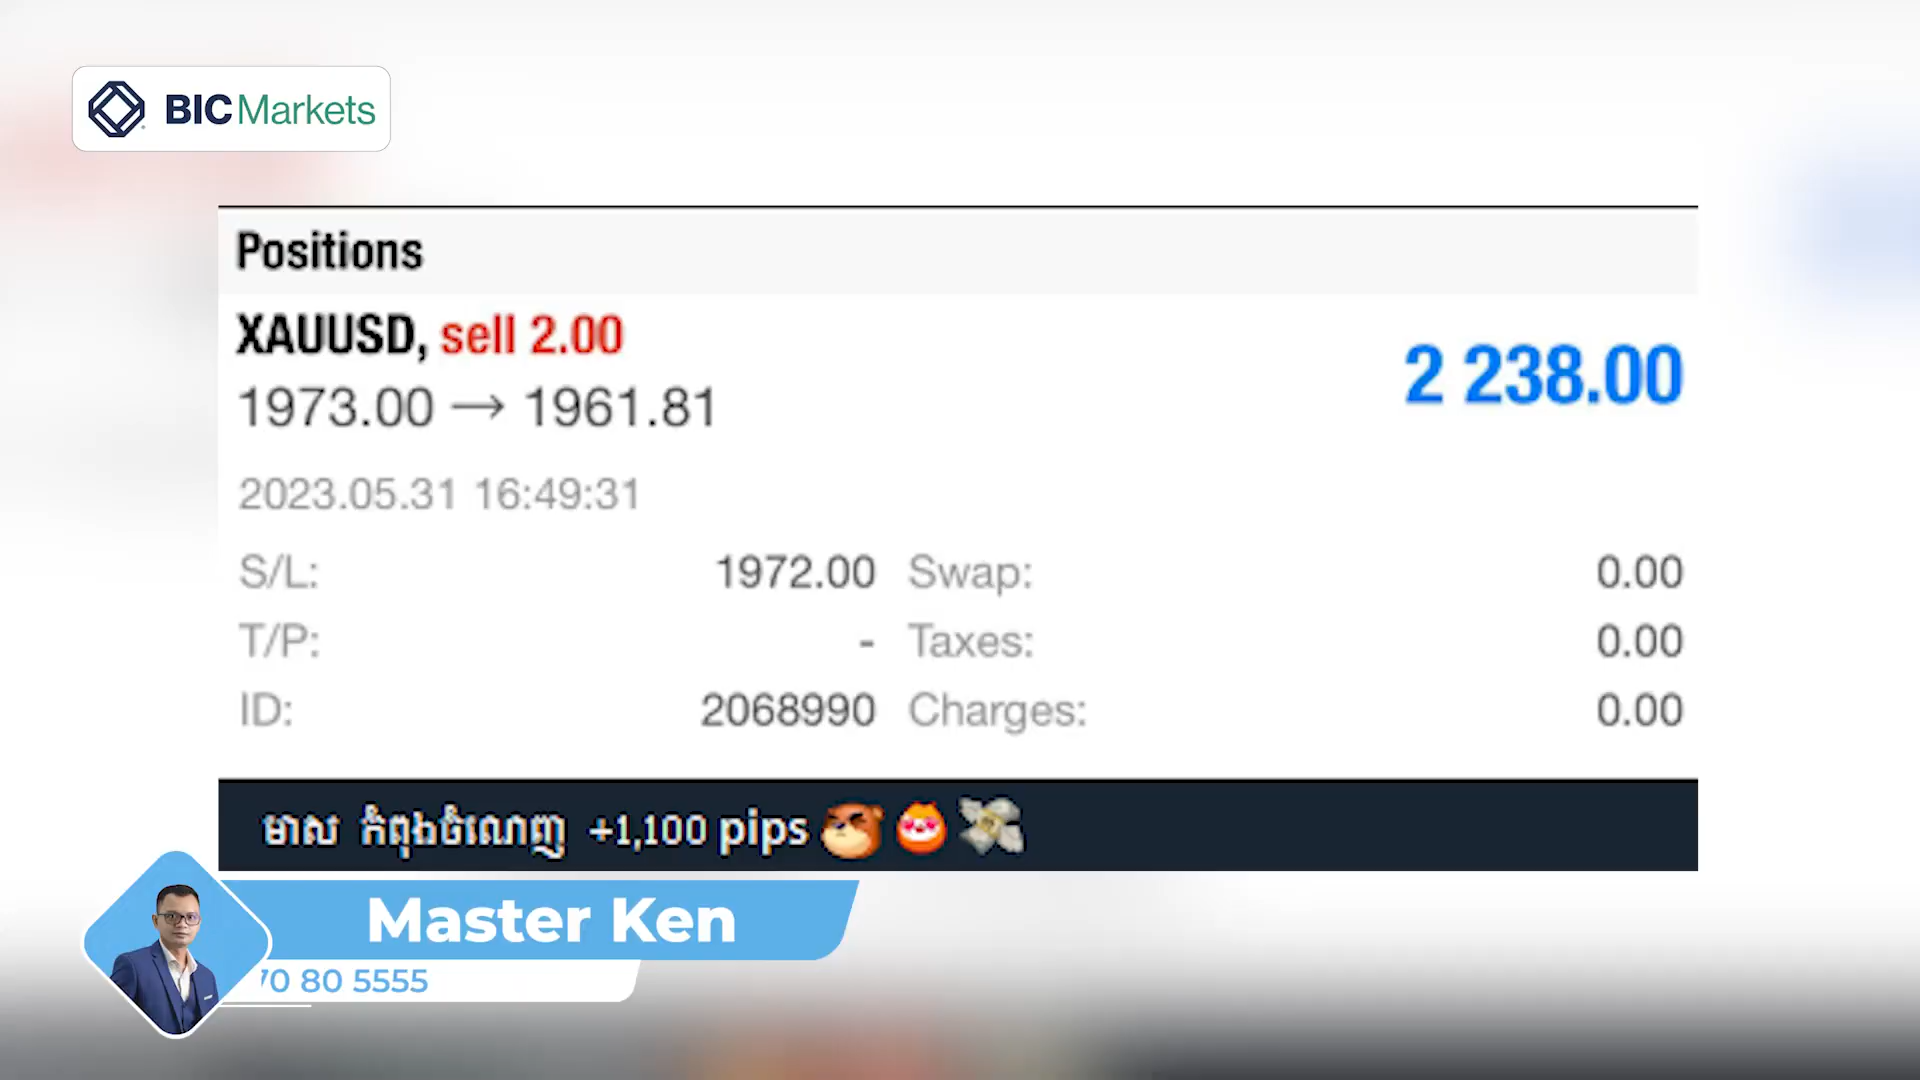 BIC Markets
Positions
XAUUSD, sell 2.00
1973.00 → 1961.81
2 238.00
2023.05.31 16:49:31
S/L: 1972.00 Swap: 0.00
T/P: - Taxes: 0.00
ID: 2068990 Charges: 0.00
មាស កំពុងចំណេញ +1,100 pips
Master Ken
70 80 5555